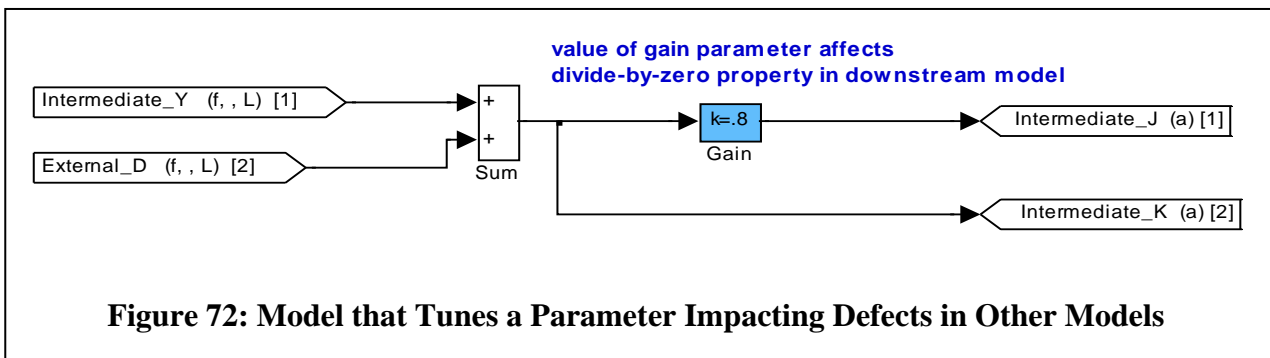 value of gain parameter affects
divide-by-zero property in downstream model
Intermediate_Y (f, , L) [1]
External_D (f, , L) [2]
+
+
Sum
k=.8
Gain
Intermediate_J (a) [1]
Intermediate_K (a) [2]
Figure 72: Model that Tunes a Parameter Impacting Defects in Other Models